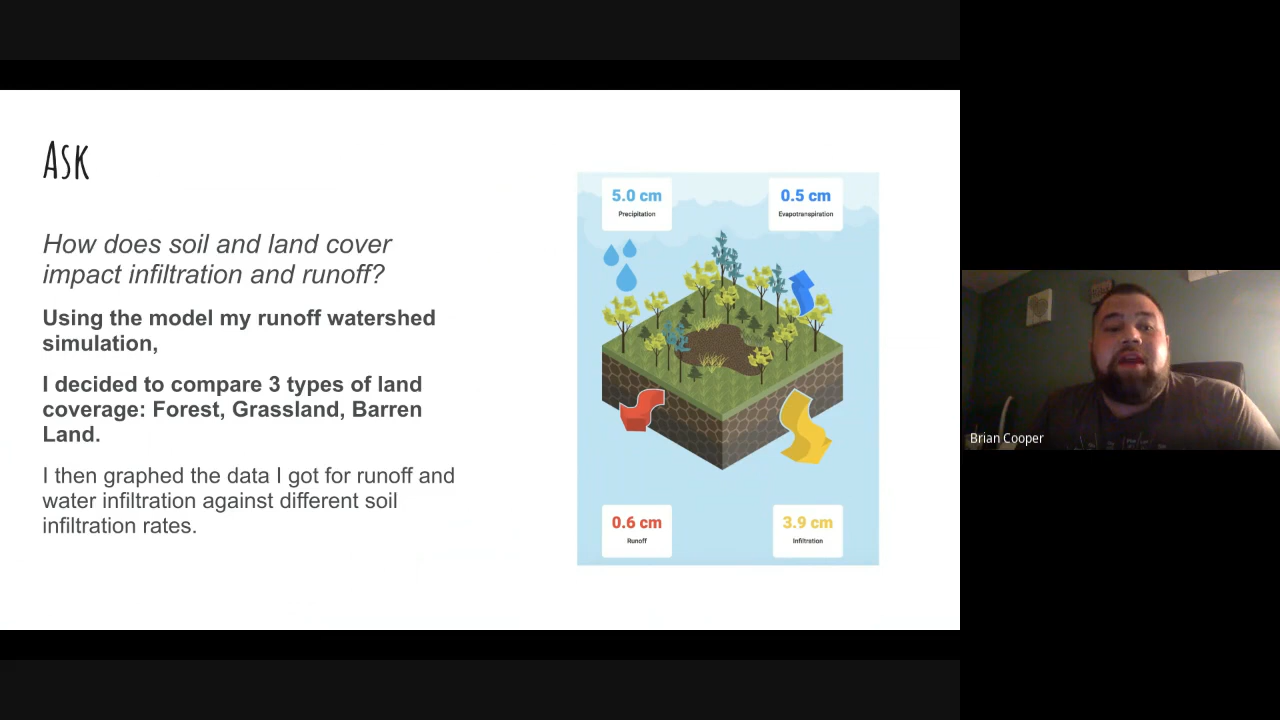 Ask
How does soil and land cover
impact infiltration and runoff?
Using the model my runoff watershed
simulation,
I decided to compare 3 types of land
coverage: Forest, Grassland, Barren
Land.
I then graphed the data I got for runoff and
water infiltration against different soil
infiltration rates.
5.0 cm
Precipitation
0.5 cm
Evapotranspiration
0.6 cm
Runoff
3.9 cm
Infiltration
Brian Cooper